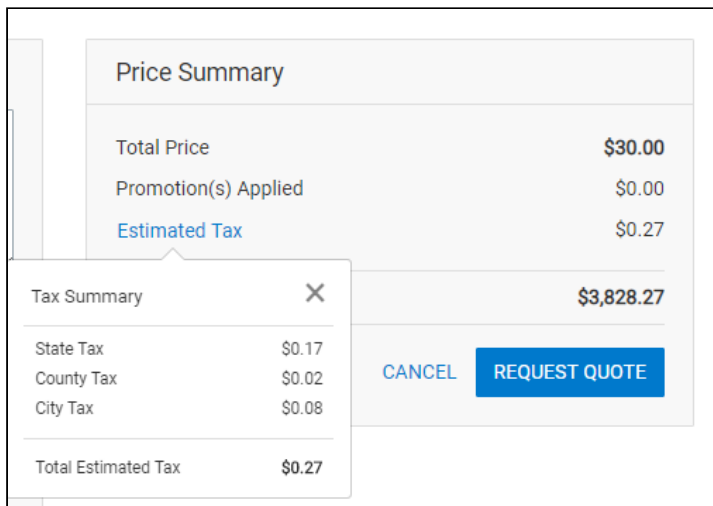 Price Summary
Total Price $30.00
Promotion(s) Applied $0.00
Estimated Tax $0.27
$3,828.27
CANCEL REQUEST QUOTE
Tax Summary
State Tax $0.17
County Tax $0.02
City Tax $0.08
Total Estimated Tax $0.27